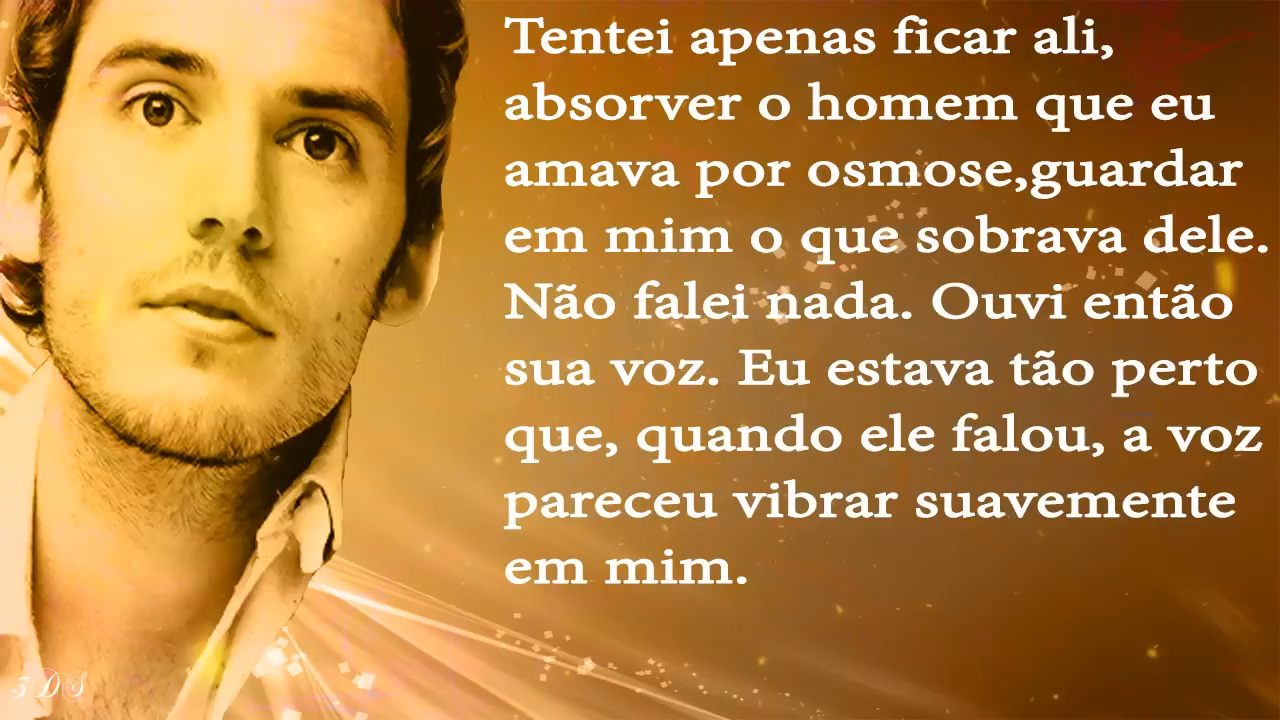 Tentei apenas ficar ali,
absorver o homem que eu
amava por osmose,guardar
em mim o que sobrava dele.
Não falei nada. Ouvi então
sua voz. Eu estava tão perto
que, quando ele falou, a voz
pareceu vibrar suavemente
em mim.
3DS